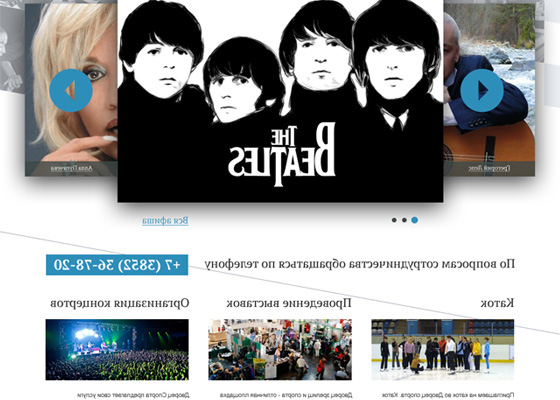 THE
BEATLES
Григорий Лепс
Алла Пугачева
Вся афиша
По вопросам сотрудничества обращаться по телефону +7 (3852) 36-78-20
Каток
Проведение выставок
Организация концертов
Приглашаем на каток во Дворец спорта. Каток
Дворец зрелищ и спорта - отличная площадка
Дворец Спорта предлагает свои услуги